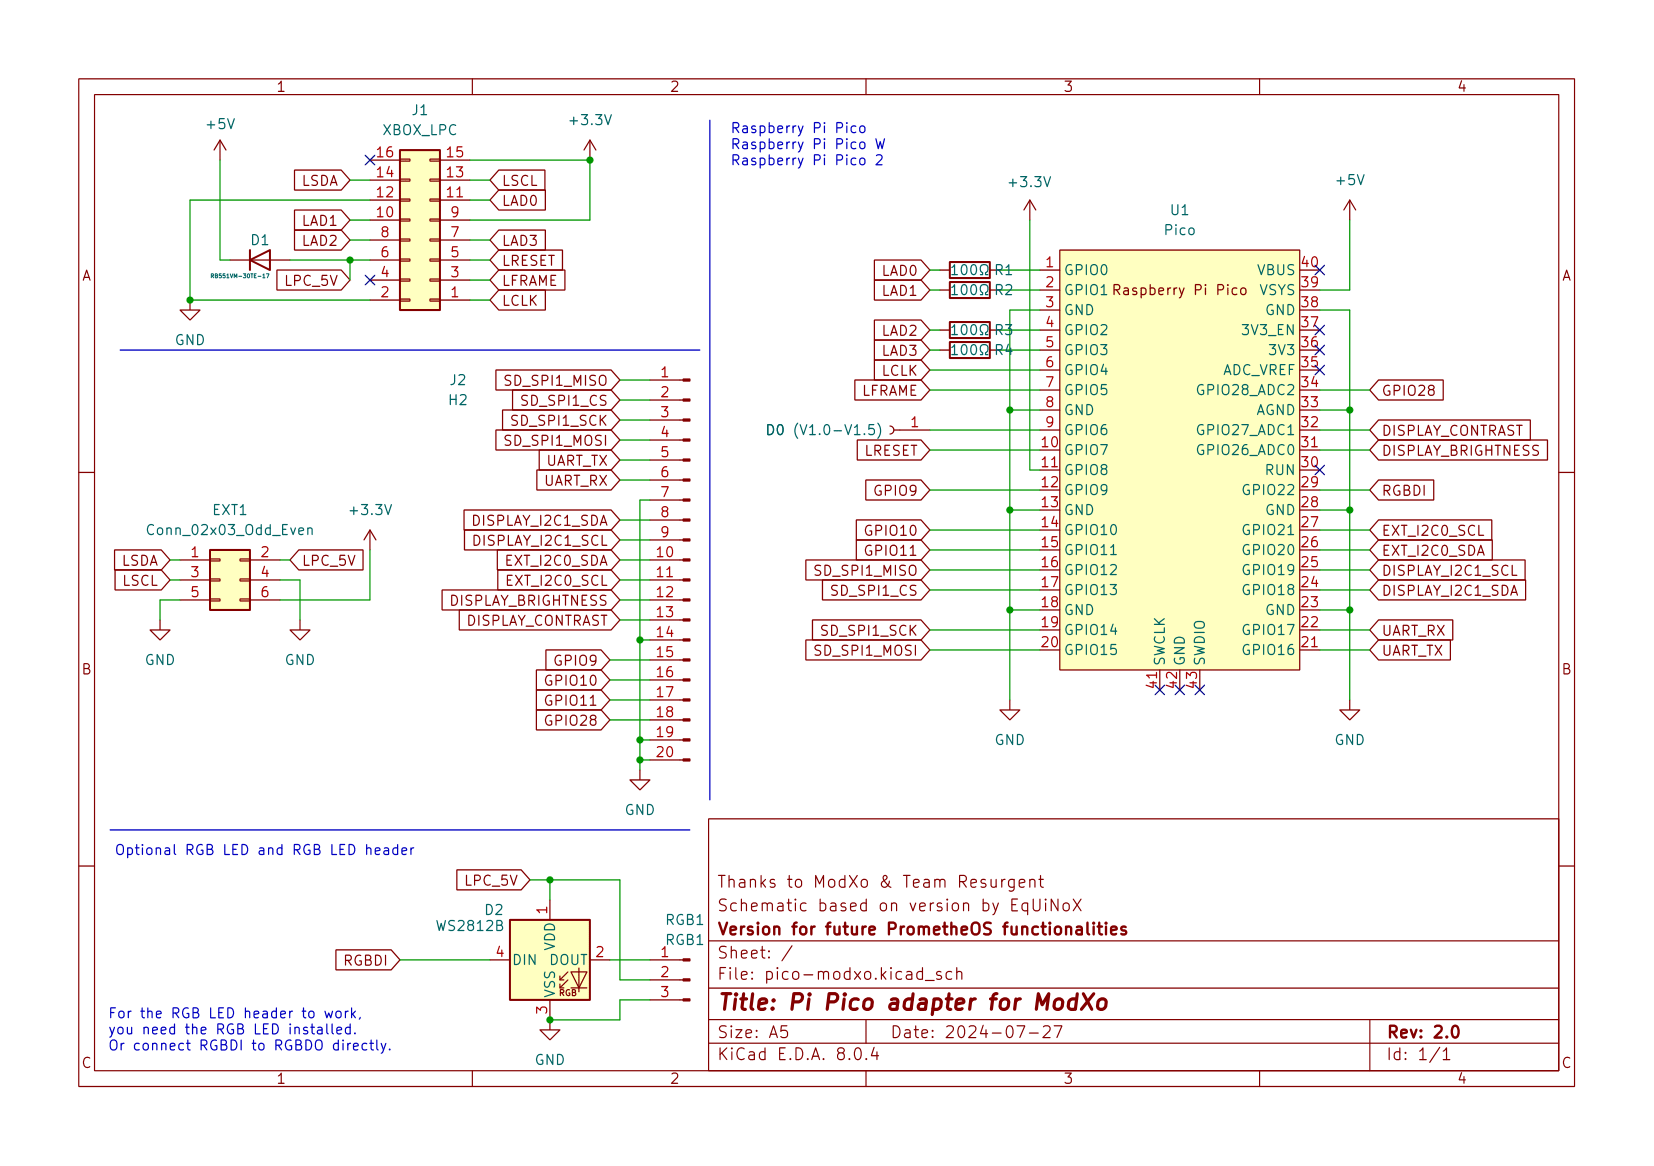 1 2 3 4
A B C
A B C
1 2 3 4
+5V
J1
XBOX_LPC
+3.3V
16 15
LSDA 14 13 LSCL
12 11 LAD0
LAD1 10 9
LAD2 8 7 LAD3
D1
RB551VM-30TE-17
6 5 LRESET
LPC_5V 4 3 LFRAME
2 1 LCLK
GND
J2
H2
SD_SPI1_MISO 1
SD_SPI1_CS 2
SD_SPI1_SCK 3
SD_SPI1_MOSI 4
UART_TX 5
UART_RX 6
7
DISPLAY_I2C1_SDA 8
DISPLAY_I2C1_SCL 9
EXT_I2C0_SDA 10
EXT_I2C0_SCL 11
DISPLAY_BRIGHTNESS 12
DISPLAY_CONTRAST 13
14
GPIO9 15
GPIO10 16
GPIO11 17
GPIO28 18
19
20
GND
EXT1
Conn_02x03_Odd_Even
+3.3V
LSDA 1 2 LPC_5V
LSCL 3 4
5 6
GND GND
Optional RGB LED and RGB LED header
LPC_5V
D2
WS2812B
RGBDI 4 DIN DOUT 2
1 VDD
VSS 3
RGB
GND
RGB1
RGB1
1
2
3
For the RGB LED header to work,
you need the RGB LED installed.
Or connect RGBDI to RGBDO directly.
Raspberry Pi Pico
Raspberry Pi Pico W
Raspberry Pi Pico 2
+3.3V
+5V
U1
Pico
Raspberry Pi Pico
LAD0 100Ω R1 1 GPIO0 VBUS 40
LAD1 100Ω R2 2 GPIO1 VSYS 39
3 GND GND 38
LAD2 100Ω R3 4 GPIO2 3V3_EN 37
LAD3 100Ω R4 5 GPIO3 3V3 36
LCLK 6 GPIO4 ADC_VREF 35
LFRAME 7 GPIO5 GPIO28_ADC2 34 GPIO28
8 GND AGND 33
D0 (V1.0-V1.5) 1 9 GPIO6 GPIO27_ADC1 32 DISPLAY_CONTRAST
LRESET 10 GPIO7 GPIO26_ADC0 31 DISPLAY_BRIGHTNESS
11 GPIO8 RUN 30
GPIO9 12 GPIO9 GPIO22 29 RGBDI
13 GND GND 28
GPIO10 14 GPIO10 GPIO21 27 EXT_I2C0_SCL
GPIO11 15 GPIO11 GPIO20 26 EXT_I2C0_SDA
SD_SPI1_MISO 16 GPIO12 GPIO19 25 DISPLAY_I2C1_SCL
SD_SPI1_CS 17 GPIO13 GPIO18 24 DISPLAY_I2C1_SDA
18 GND GND 23
SD_SPI1_SCK 19 GPIO14 GPIO17 22 UART_RX
SD_SPI1_MOSI 20 GPIO15 GPIO16 21 UART_TX
SWCLK GND SWDIO
41 42 43
GND GND
Thanks to ModXo & Team Resurgent
Schematic based on version by EqUiNoX
Version for future PrometheOS functionalities
Sheet: /
File: pico-modxo.kicad_sch
Title: Pi Pico adapter for ModXo
Size: A5 Date: 2024-07-27 Rev: 2.0
KiCad E.D.A. 8.0.4 Id: 1/1